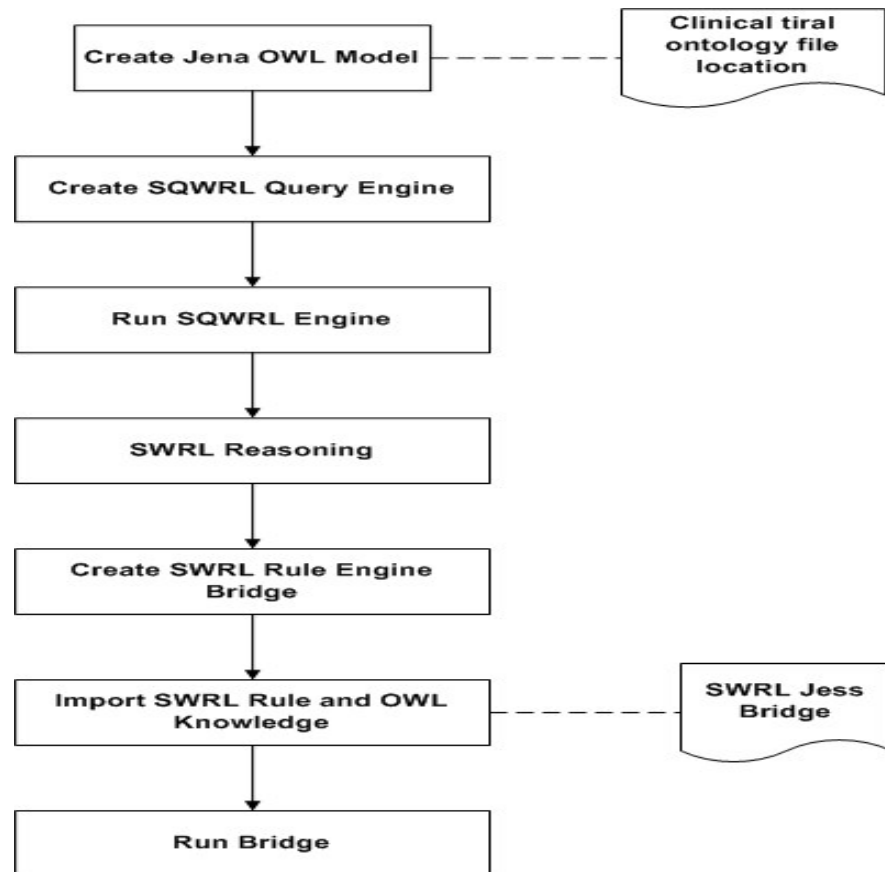 Create Jena OWL Model
Clinical tiral
ontology file
location
Create SQWRL Query Engine
Run SQWRL Engine
SWRL Reasoning
Create SWRL Rule Engine
Bridge
Import SWRL Rule and OWL
Knowledge
SWRL Jess
Bridge
Run Bridge